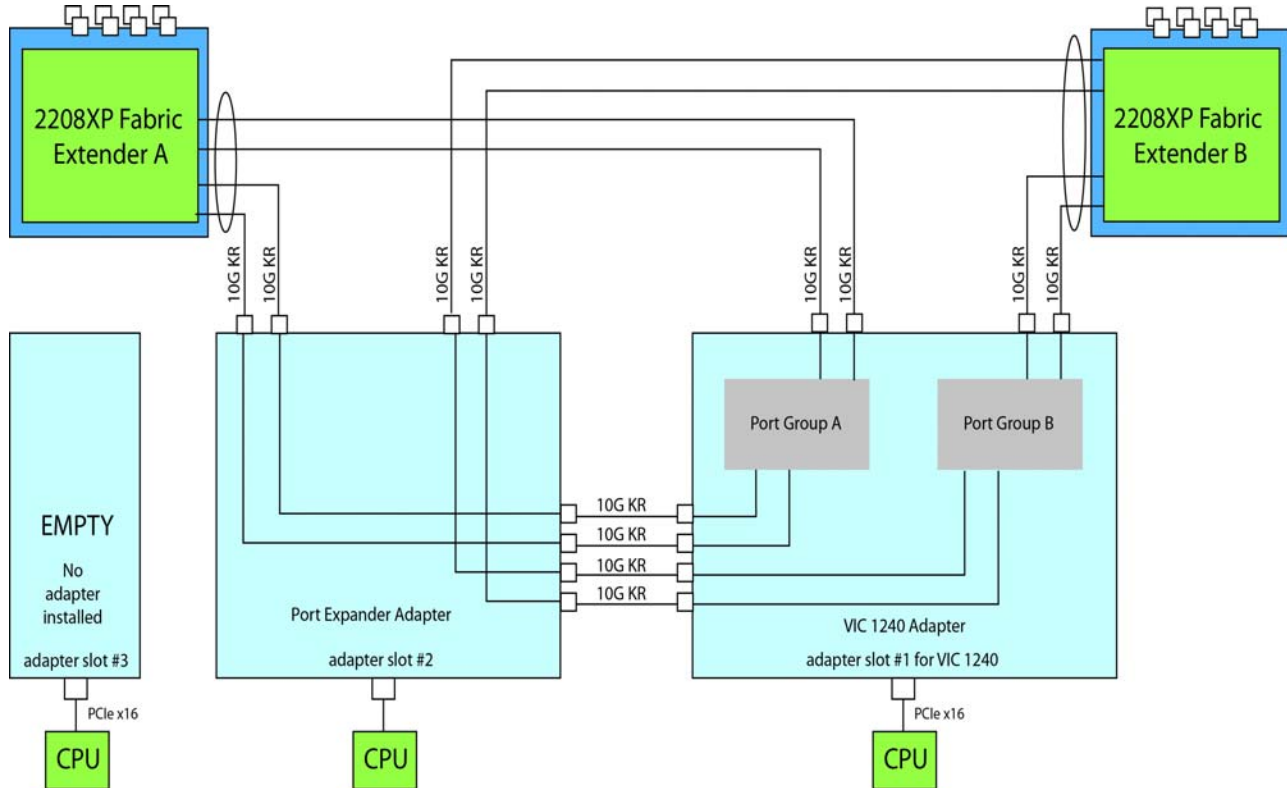 2208XP Fabric
Extender A
2208XP Fabric
Extender B
10G KR
10G KR
10G KR
10G KR
10G KR
10G KR
10G KR
10G KR
EMPTY
No
adapter
installed
adapter slot #3
Port Expander Adapter
adapter slot #2
10G KR
10G KR
10G KR
10G KR
Port Group A
Port Group B
VIC 1240 Adapter
adapter slot #1 for VIC 1240
PCIe x16
PCIe x16
CPU
CPU
CPU